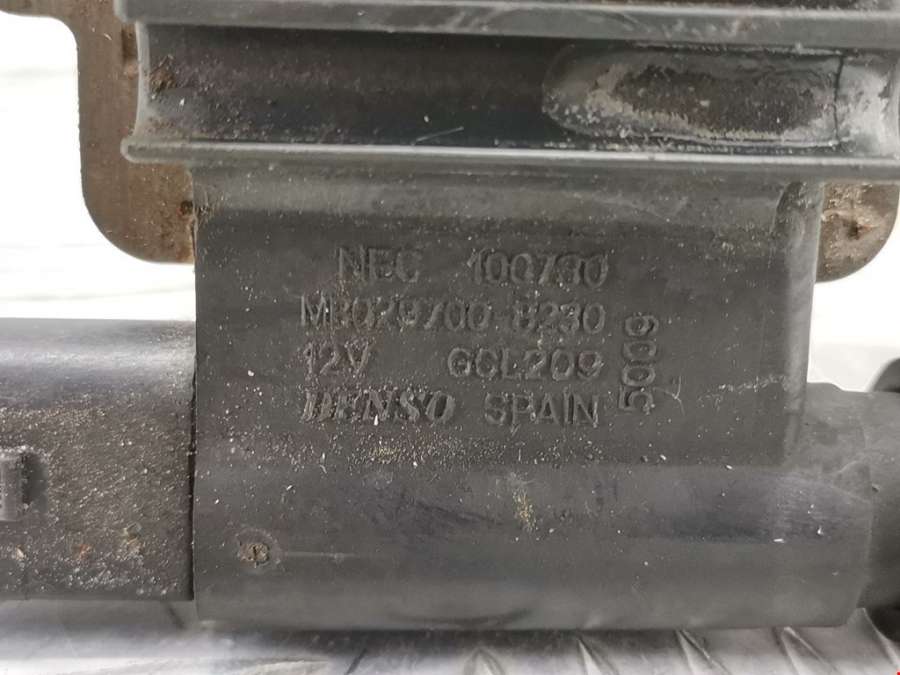 NEC 100730
MB029700-8230
12V GCL209
DENSO SPAIN
5009
B